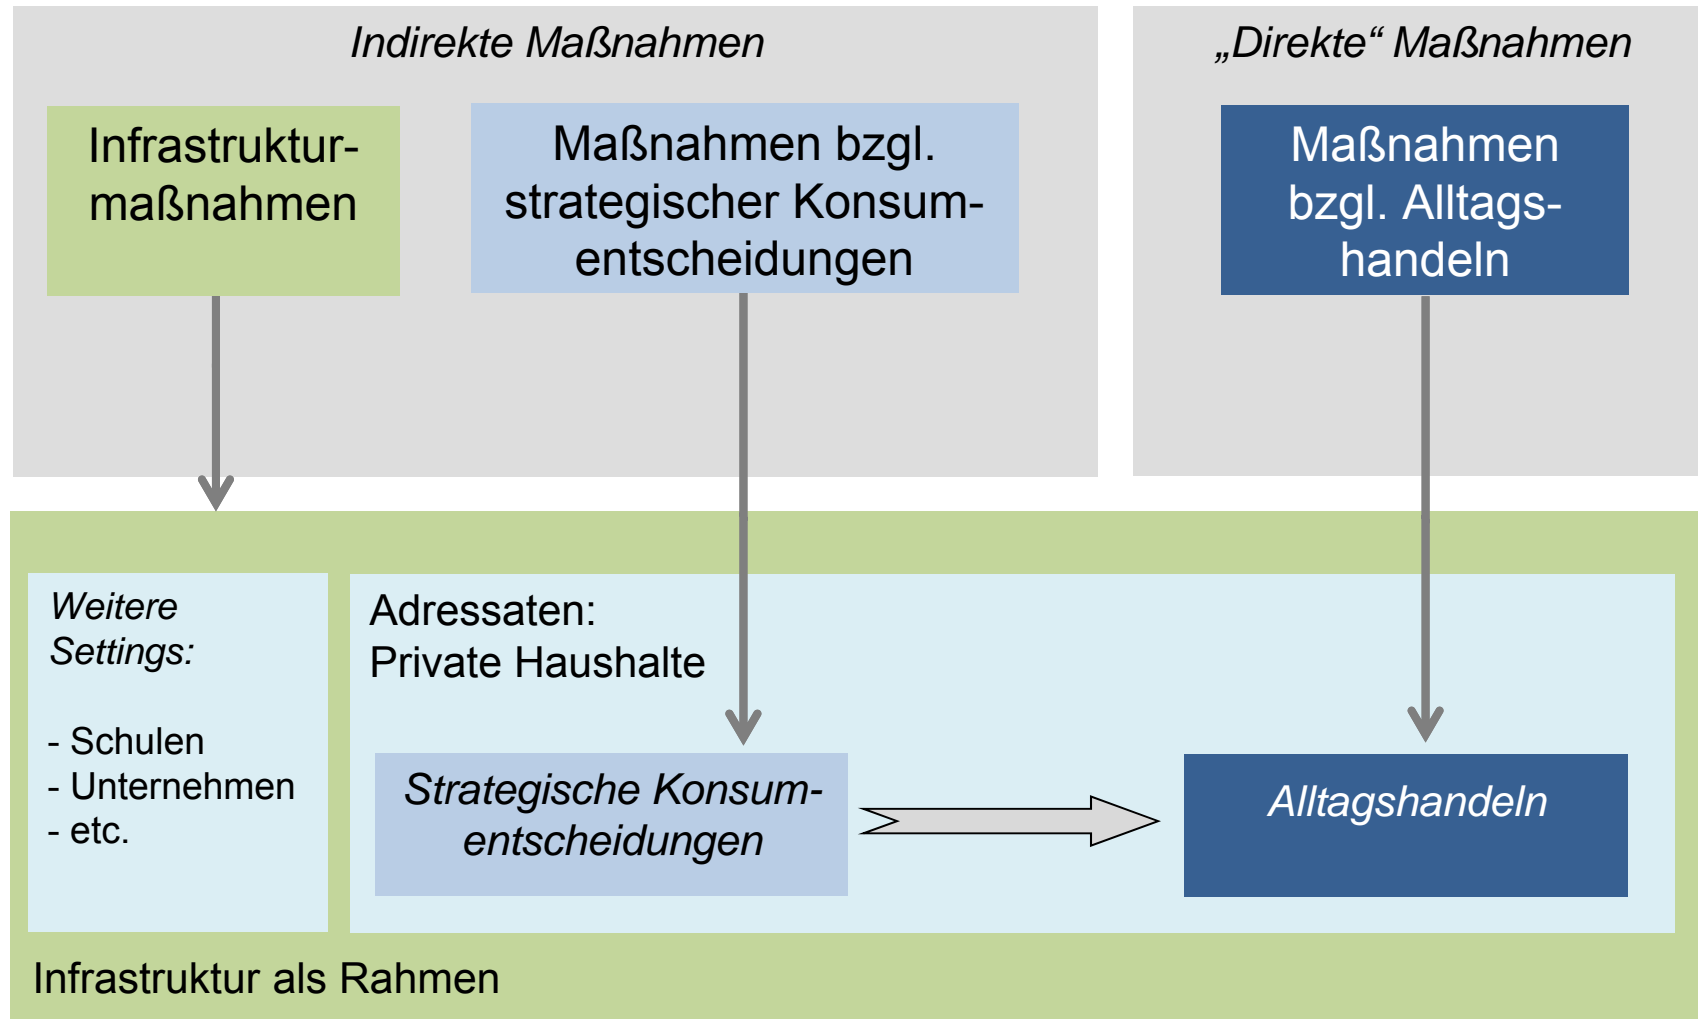 Indirekte Maßnahmen
„Direkte“ Maßnahmen
Infrastruktur-
maßnahmen
Maßnahmen bzgl.
strategischer Konsum-
entscheidungen
Maßnahmen
bzgl. Alltags-
handeln
Weitere
Settings:
- Schulen
- Unternehmen
- etc.
Adressaten:
Private Haushalte
Strategische Konsum-
entscheidungen
Alltagshandeln
Infrastruktur als Rahmen